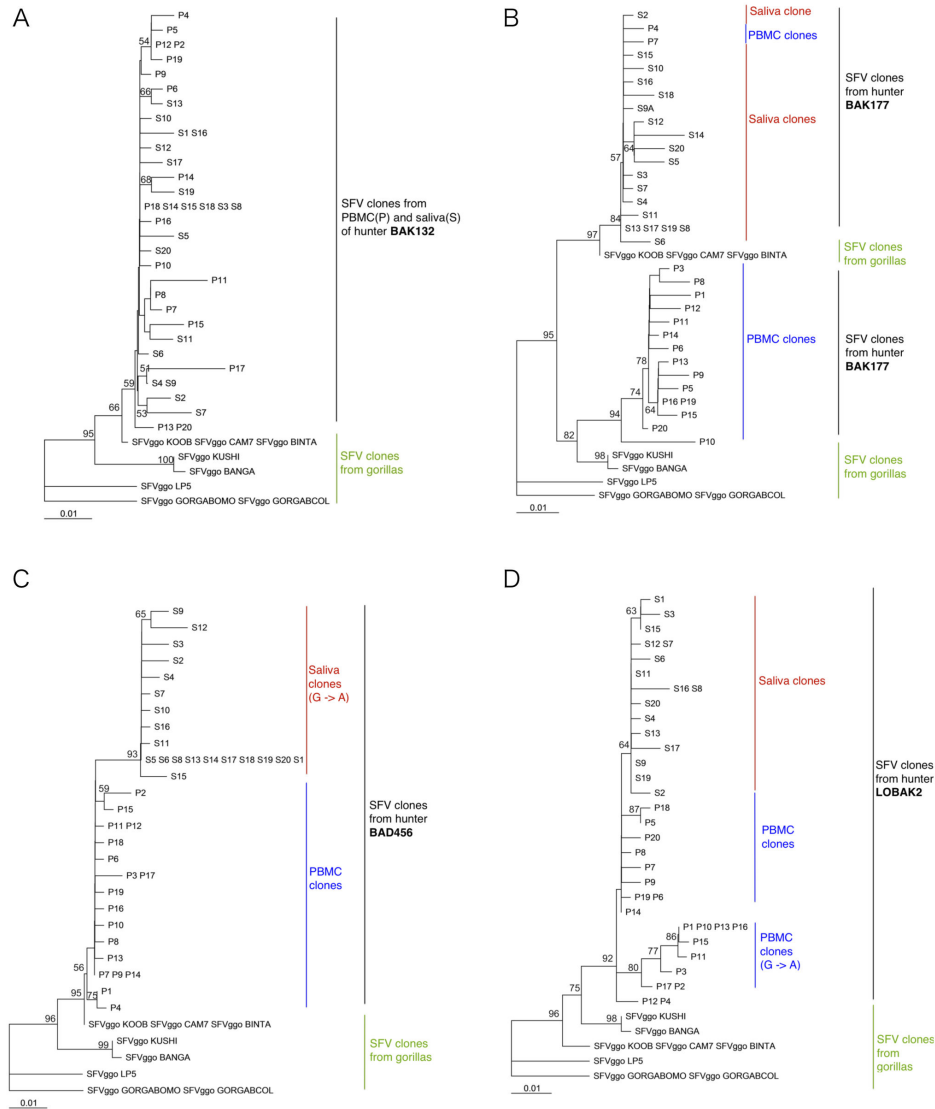 A
P4
P5
54
P12 P2
P19
P9
P6
66
S13
S10
S1 S16
S12
S17
P14
68
S19
P18 S14 S15 S18 S3 S8
P16
S5
S20
P10
P11
P8
P7
P15
S11
S6
51
P17
S4 S9
59
S2
53
S7
66
P13 P20
95
SFVggo KOOB SFVggo CAM7 SFVggo BINTA
SFVggo KUSHI
100
SFVggo BANGA
SFVggo LP5
SFVggo GORGABOMO SFVggo GORGABCOL
0.01
SFV clones from
PBMC(P) and saliva(S)
of hunter BAK132
SFV clones
from gorillas
B
S2
P4
P7
S15
S10
S16
S18
S9A
S12
S14
64
S20
57
S5
S3
S7
S4
84
S11
S13 S17 S19 S8
97
S6
SFVggo KOOB SFVggo CAM7 SFVggo BINTA
P3
P8
P1
P12
P11
95
P14
P6
78
P13
P9
74
P5
P16 P19
64
P15
94
P20
82
P10
SFVggo KUSHI
98
SFVggo BANGA
SFVggo LP5
SFVggo GORGABOMO SFVggo GORGABCOL
0.01
Saliva clone
PBMC clones
Saliva clones
PBMC clones
SFV clones
from hunter
BAK177
SFV clones
from gorillas
SFV clones
from hunter
BAK177
SFV clones
from gorillas
C
S9
65
S12
S3
S2
S4
S7
S10
S16
S11
93
S5 S6 S8 S13 S14 S17 S18 S19 S20 S1
S15
59
P2
P15
P11 P12
P18
P6
P3 P17
P19
P16
P10
P8
P13
56
P7 P9 P14
95
75
P1
P4
96
SFVggo KOOB SFVggo CAM7 SFVggo BINTA
SFVggo KUSHI
99
SFVggo BANGA
SFVggo LP5
SFVggo GORGABOMO SFVggo GORGABCOL
0.01
Saliva
clones
(G -> A)
PBMC
clones
SFV clones
from hunter
BAD456
SFV clones
from gorillas
D
S1
63
S3
S15
S12 S7
S6
S11
S16 S8
S20
S4
S13
64
S17
S9
S19
S2
87
P18
P5
P20
P8
P7
P9
P19 P6
P14
P1 P10 P13 P16
86
P15
77
P11
92
80
P3
P17 P2
75
P12 P4
96
98
SFVggo KUSHI
SFVggo BANGA
SFVggo KOOB SFVggo CAM7 SFVggo BINTA
SFVggo LP5
SFVggo GORGABOMO SFVggo GORGABCOL
0.01
Saliva clones
PBMC
clones
PBMC
clones
(G -> A)
SFV clones
from hunter
LOBAK2
SFV clones
from
gorillas